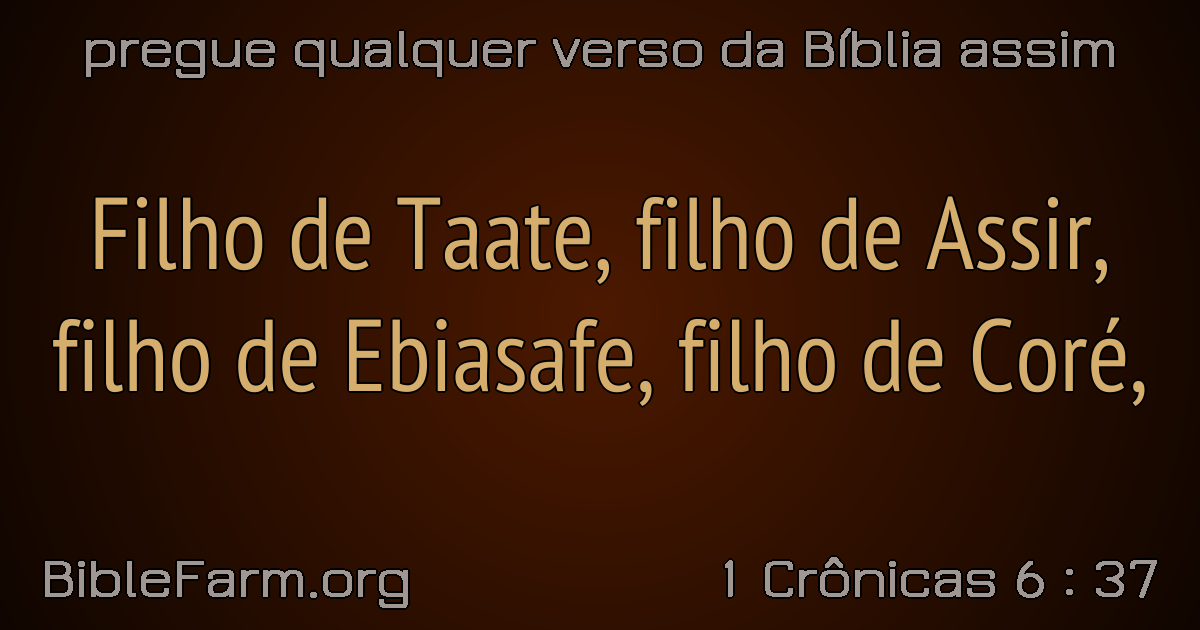 pregue qualquer verso da Bíblia assim
Filho de Taate, filho de Assir,
filho de Ebiasafe, filho de Coré,
BibleFarm.org
1 Crônicas 6 : 37